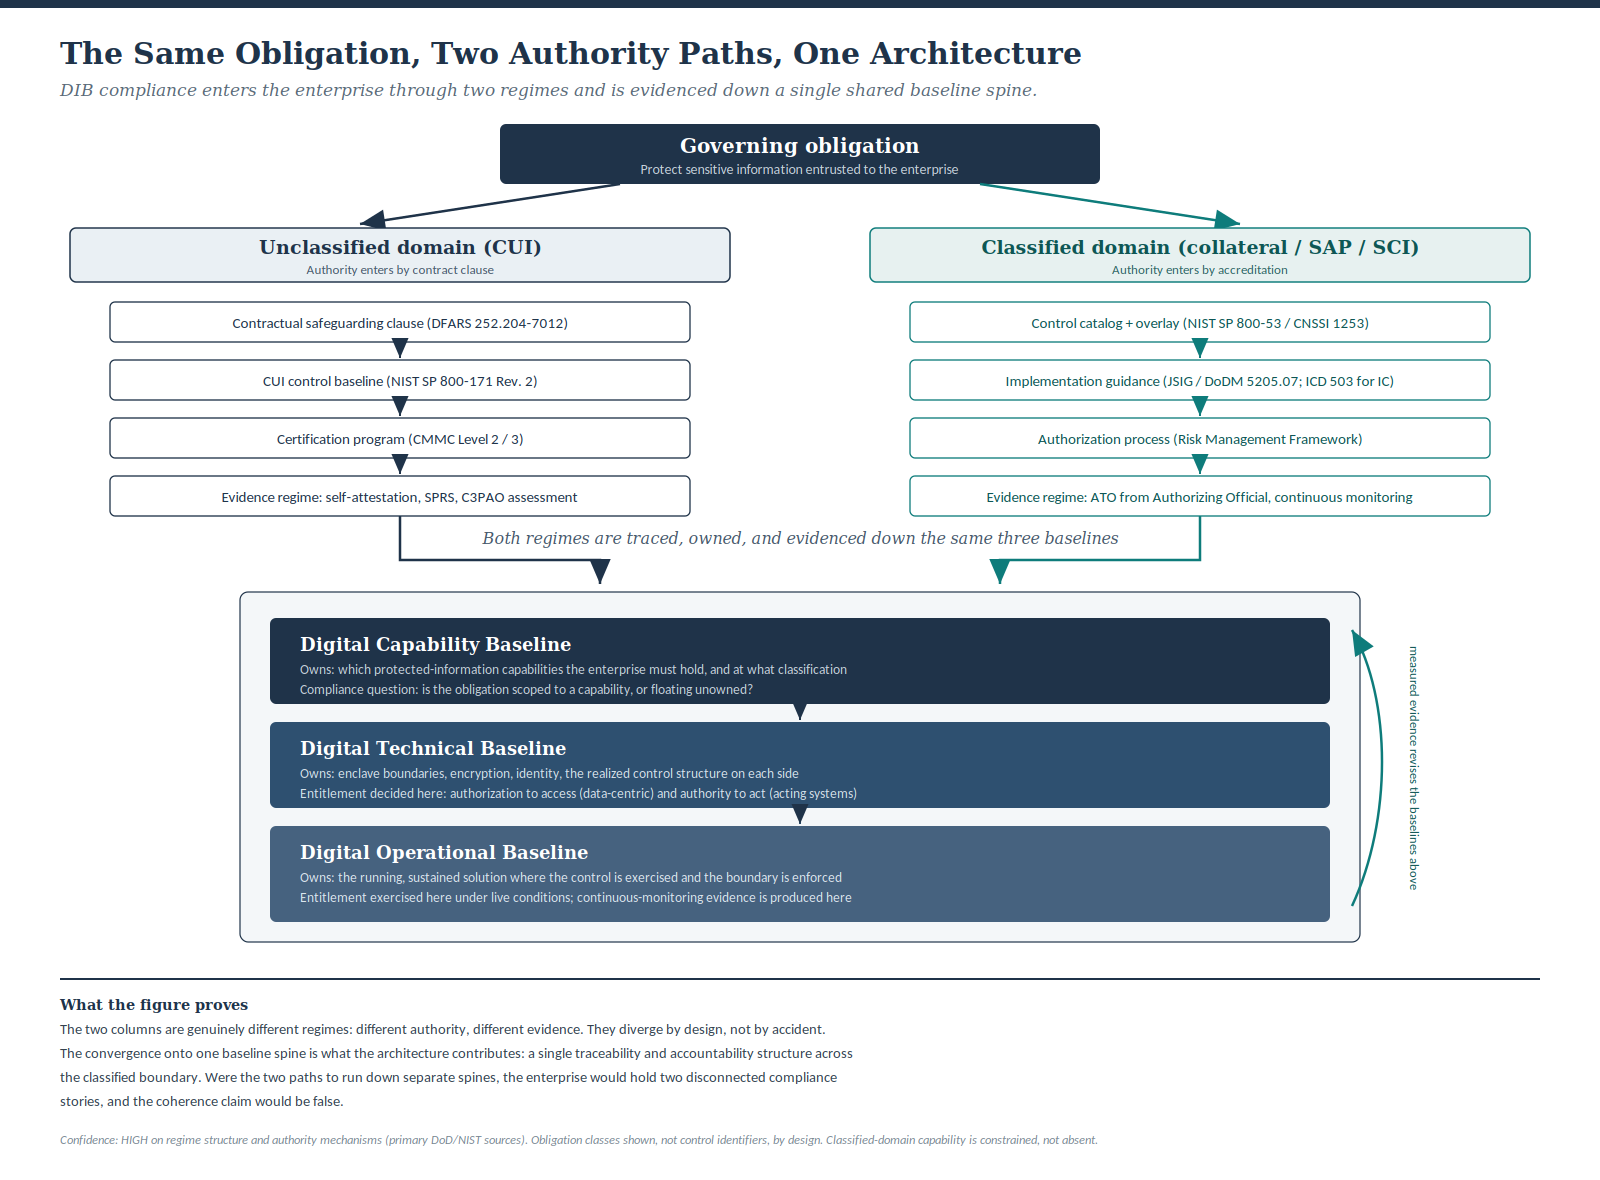 The Same Obligation, Two Authority Paths, One Architecture
DIB compliance enters the enterprise through two regimes and is evidenced down a single shared baseline spine.
Governing obligation
Protect sensitive information entrusted to the enterprise
Unclassified domain (CUI)
Authority enters by contract clause
Contractual safeguarding clause (DFARS 252.204-7012)
CUI control baseline (NIST SP 800-171 Rev. 2)
Certification program (CMMC Level 2 / 3)
Evidence regime: self-attestation, SPRS, C3PAO assessment
Classified domain (collateral / SAP / SCI)
Authority enters by accreditation
Control catalog + overlay (NIST SP 800-53 / CNSSI 1253)
Implementation guidance (JSIG / DoDM 5205.07; ICD 503 for IC)
Authorization process (Risk Management Framework)
Evidence regime: ATO from Authorizing Official, continuous monitoring
Both regimes are traced, owned, and evidenced down the same three baselines
Digital Capability Baseline
Owns: which protected-information capabilities the enterprise must hold, and at what classification
Compliance question: is the obligation scoped to a capability, or floating unowned?
Digital Technical Baseline
Owns: enclave boundaries, encryption, identity, the realized control structure on each side
Entitlement decided here: authorization to access (data-centric) and authority to act (acting systems)
Digital Operational Baseline
Owns: the running, sustained solution where the control is exercised and the boundary is enforced
Entitlement exercised here under live conditions; continuous-monitoring evidence is produced here
measured evidence revises the baselines above
What the figure proves
The two columns are genuinely different regimes: different authority, different evidence. They diverge by design, not by accident.
The convergence onto one baseline spine is what the architecture contributes: a single traceability and accountability structure across
the classified boundary. Were the two paths to run down separate spines, the enterprise would hold two disconnected compliance
stories, and the coherence claim would be false.
Confidence: HIGH on regime structure and authority mechanisms (primary DoD/NIST sources). Obligation classes shown, not control identifiers, by design. Classified-domain capability is constrained, not absent.